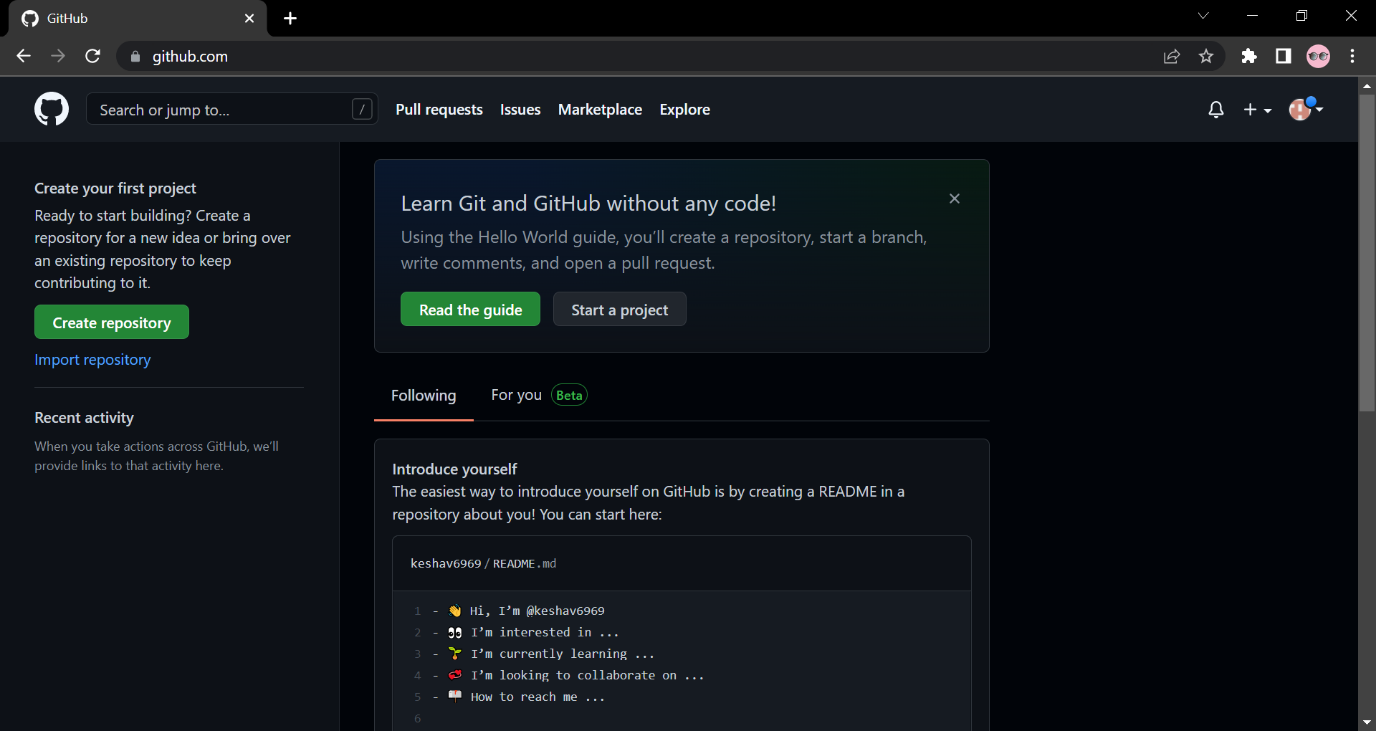 GitHub
github.com
Search or jump to... /
Pull requests Issues Marketplace Explore
Create your first project
Ready to start building? Create a
repository for a new idea or bring over
an existing repository to keep
contributing to it.
Create repository
Import repository
Recent activity
When you take actions across GitHub, we'll
provide links to that activity here.
Learn Git and GitHub without any code!
Using the Hello World guide, you'll create a repository, start a branch,
write comments, and open a pull request.
Read the guide Start a project
Following For you Beta
Introduce yourself
The easiest way to introduce yourself on GitHub is by creating a README in a
repository about you! You can start here:
keshav6969 / README.md
1 - 👋 Hi, I'm @keshav6969
2 - 👀 I'm interested in ...
3 - 🌱 I'm currently learning ...
4 - 💞️ I'm looking to collaborate on ...
5 - 📫 How to reach me ...
6